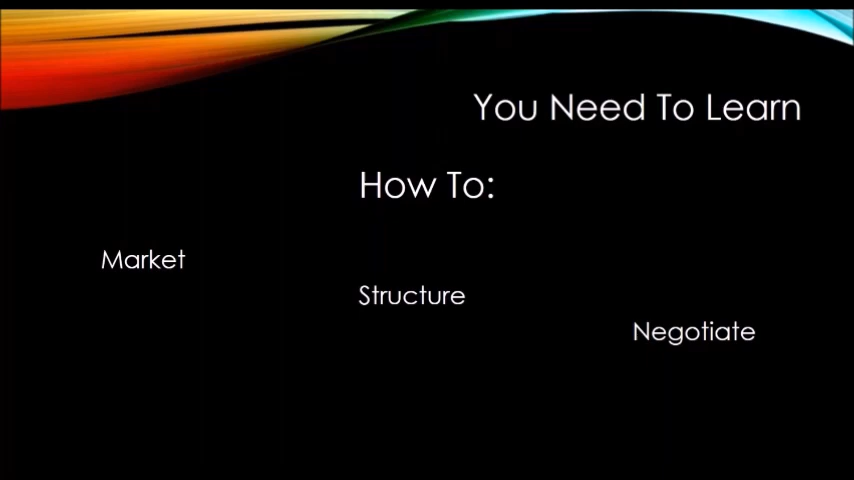 You Need To Learn
How To:
Market
Structure
Negotiate